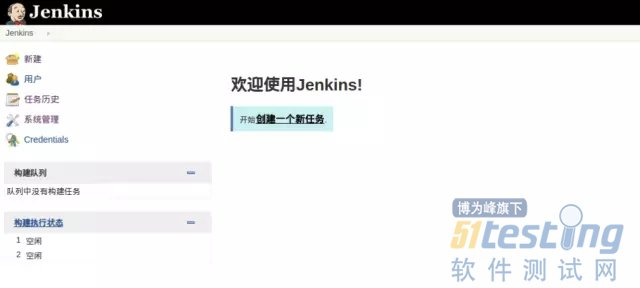 Jenkins
Jenkins
新建
用户
任务历史
系统管理
Credentials
构建队列
队列中没有构建任务
构建执行状态
1 空闲
2 空闲
欢迎使用Jenkins!
开始创建一个新任务.
博为峰旗下
51testing
软件测试网